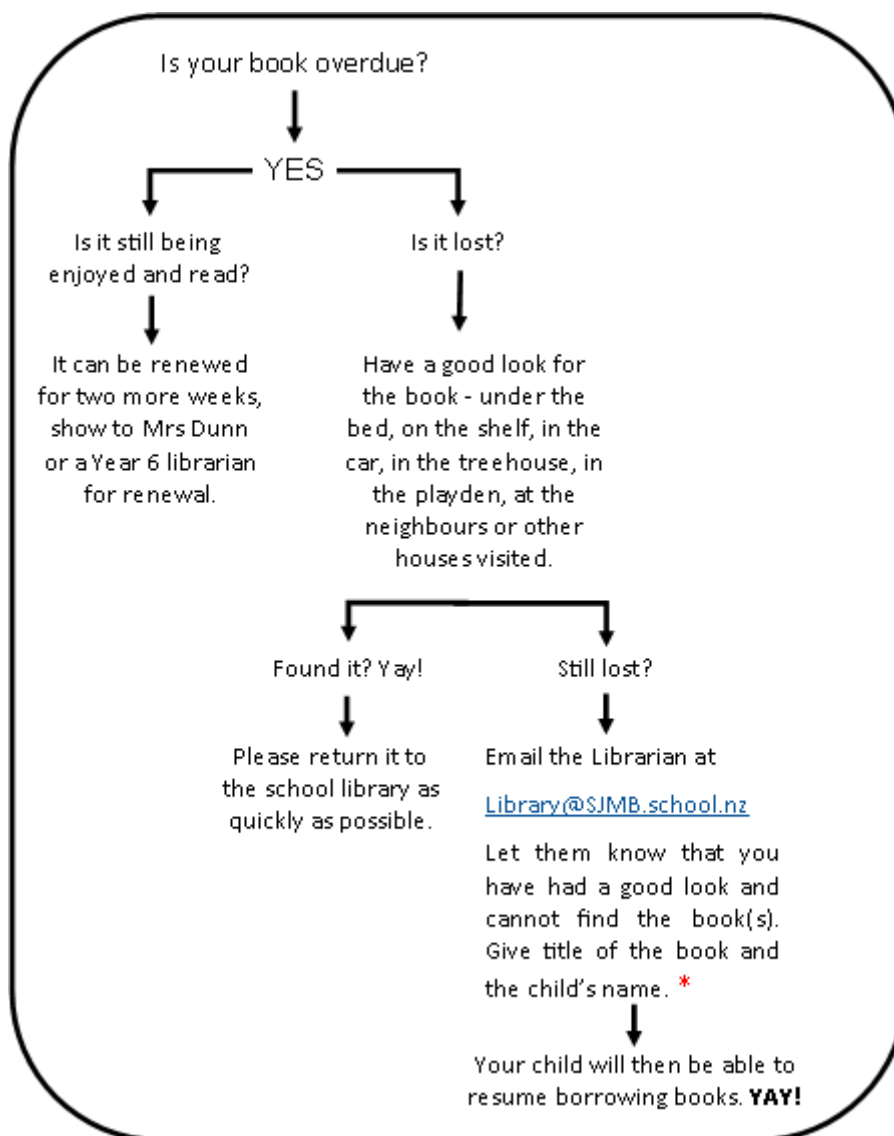 Is your book overdue?
YES
Is it still being
enjoyed and read?
It can be renewed
for two more weeks,
show to Mrs Dunn
or a Year 6 librarian
for renewal.
Is it lost?
Have a good look for
the book - under the
bed, on the shelf, in the
car, in the treehouse, in
the playden, at the
neighbours or other
houses visited.
Found it? Yay!
Please return it to
the school library as
quickly as possible.
Still lost?
Email the Librarian at
Library@SJMB.school.nz
Let them know that you
have had a good look and
cannot find the book(s).
Give title of the book and
the child's name. *
Your child will then be able to
resume borrowing books. YAY!